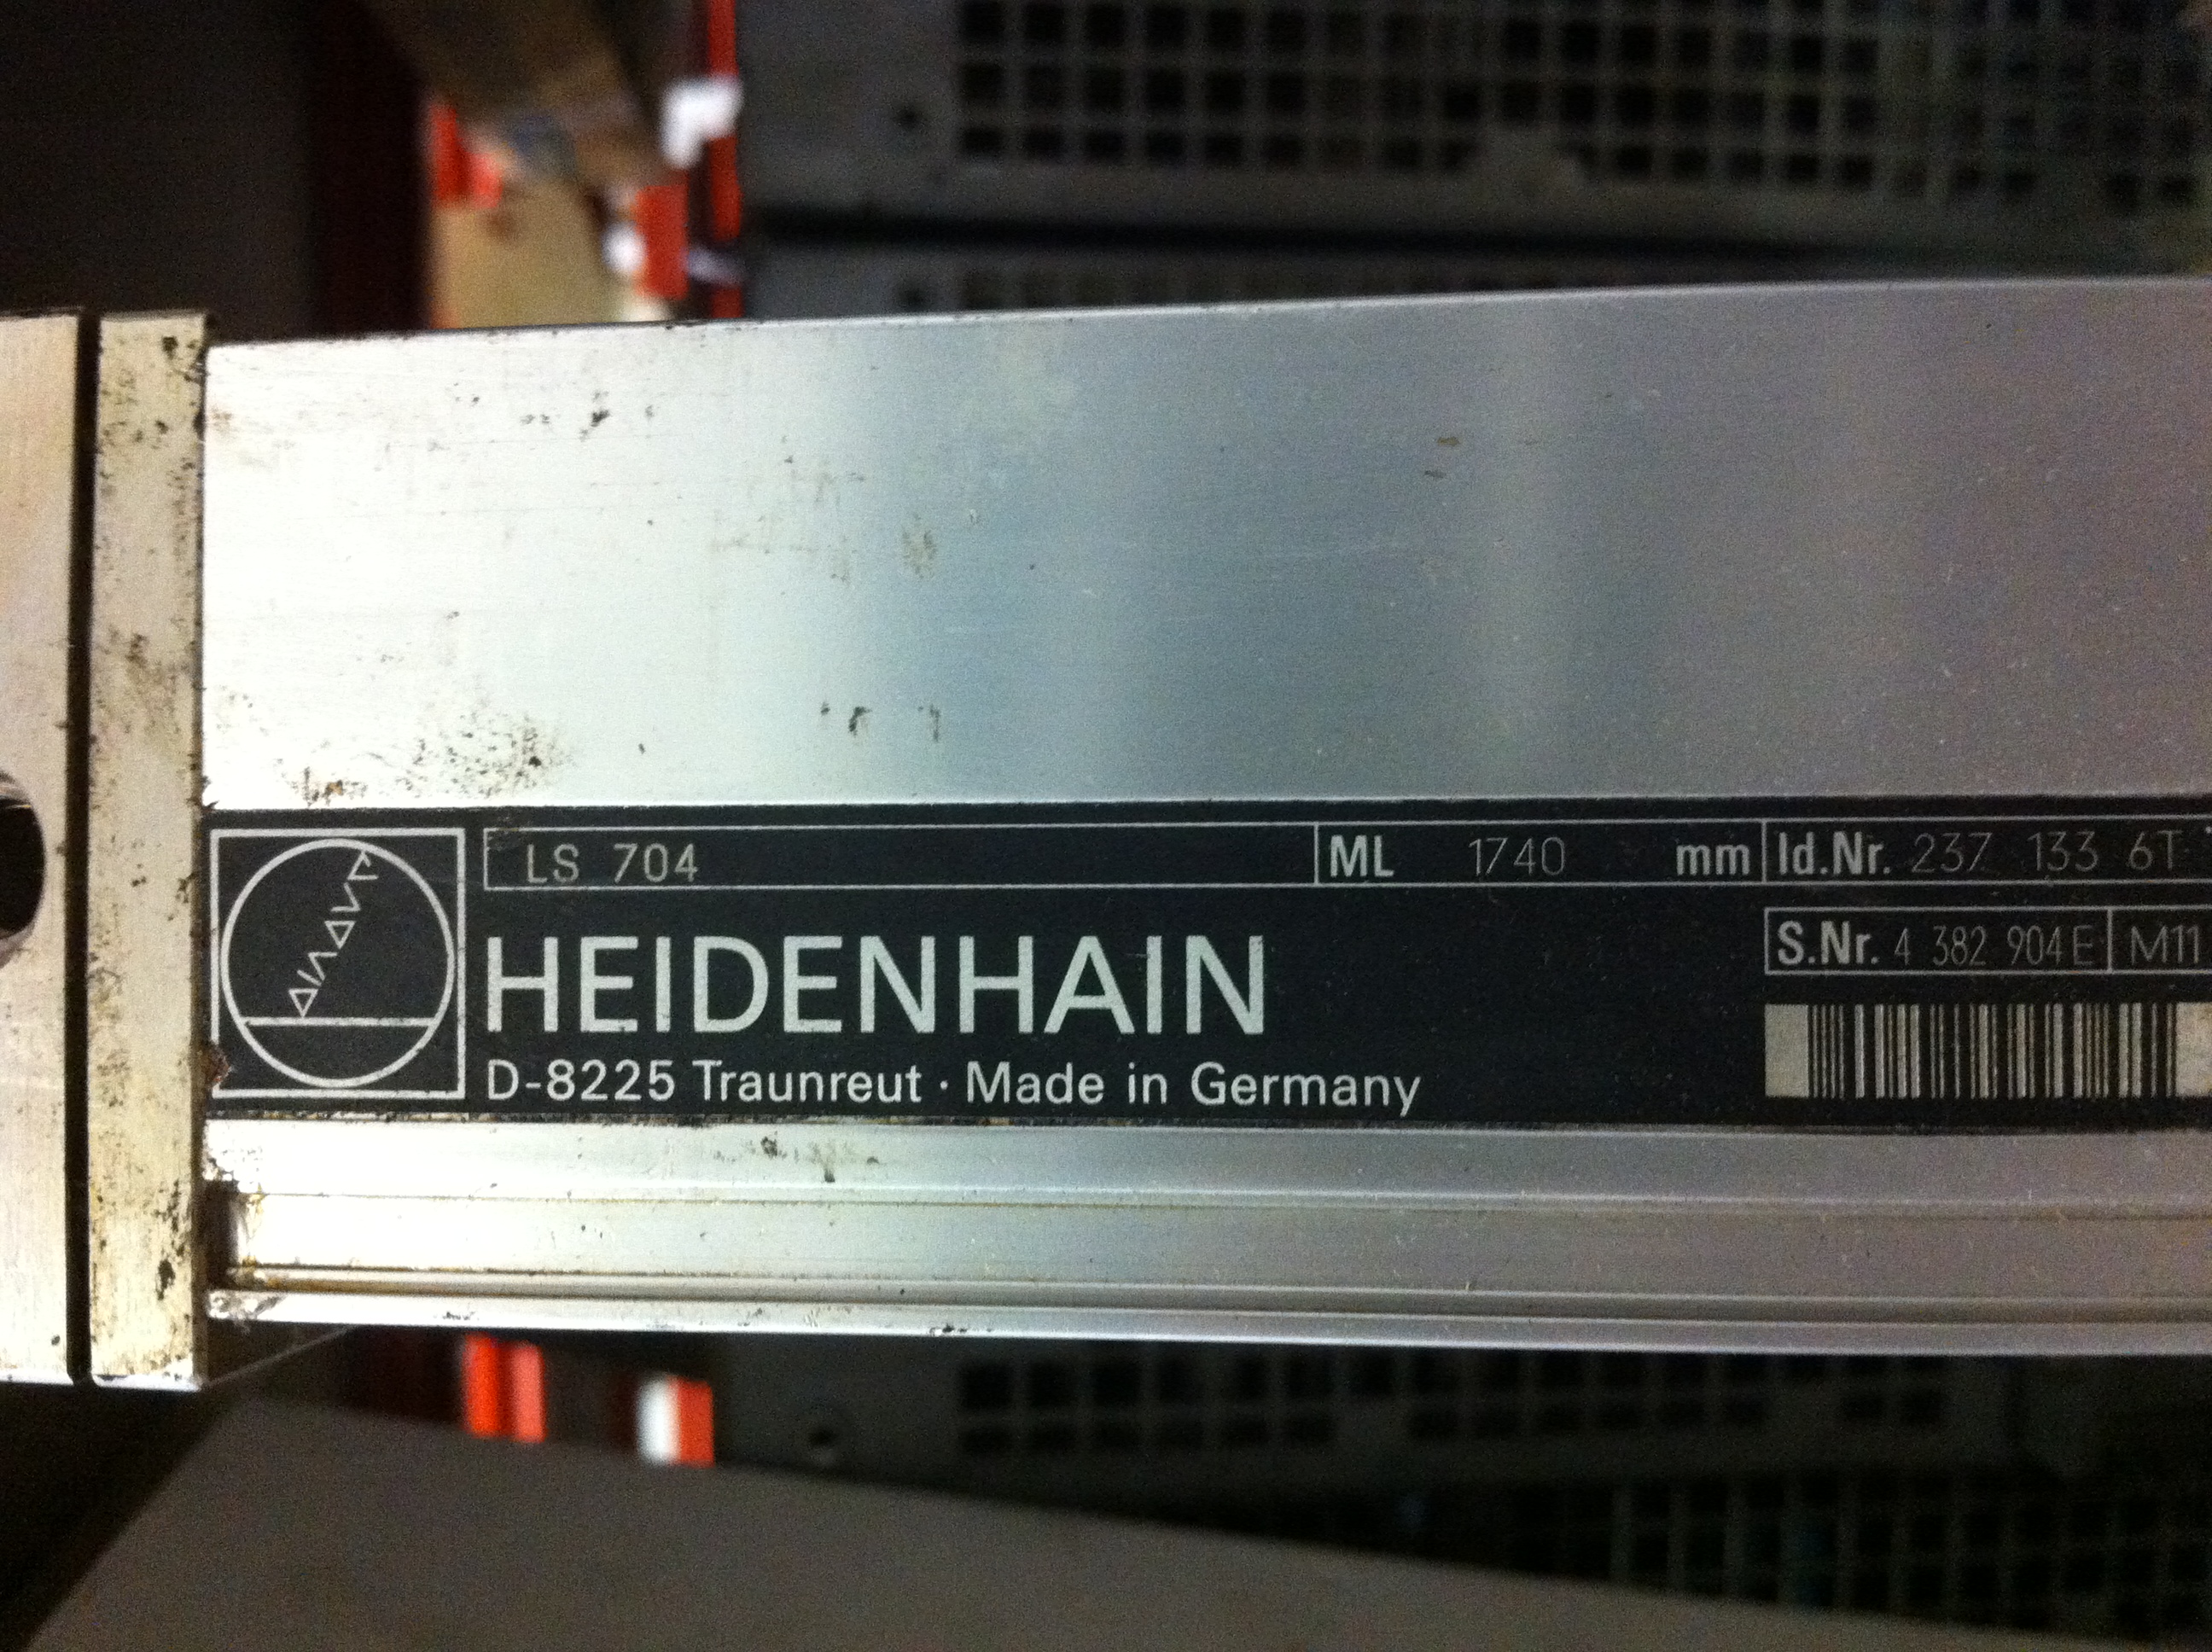 LS 704 ML 1740 mm Id.Nr. 237 133 6T
HEIDENHAIN S.Nr. 4 382 904E M11
D-8225 Traunreut · Made in Germany